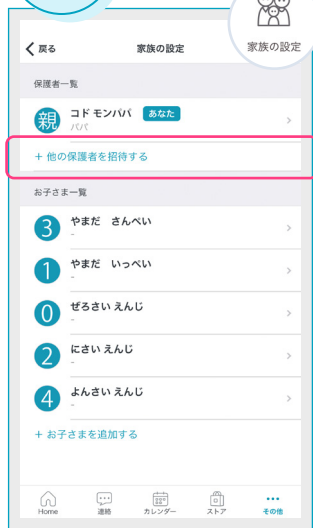 家族の設定
戻る 家族の設定
保護者一覧
親 コド モンパパ あなた
パパ
+ 他の保護者を招待する
お子さま一覧
3 やまだ さんぺい
-
1 やまだ いっぺい
-
0 ぜろさい えんじ
-
2 にさい えんじ
-
4 よんさい えんじ
-
+ お子さまを追加する
Home 連絡 カレンダー ストア その他